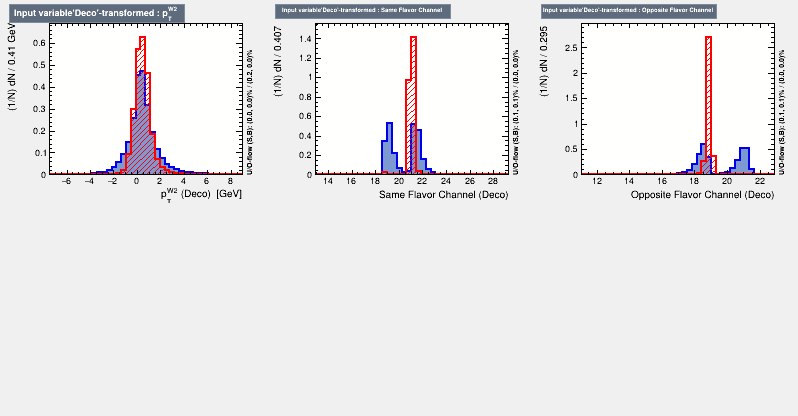 Input variable'Deco'-transformed : p_T^W2
(1/N) dN / 0.41 GeV
0.6
0.5
0.4
0.3
0.2
0.1
0
−6 −4 −2 0 2 4 6 8
p_T^W2 (Deco) [GeV]
U/O-flow (S,B): (0.0, 0.0)% / (0.2, 0.0)%
Input variable'Deco'-transformed : Same Flavor Channel
(1/N) dN / 0.407
1.4
1.2
1
0.8
0.6
0.4
0.2
0
14 16 18 20 22 24 26 28
Same Flavor Channel (Deco)
U/O-flow (S,B): (0.1, 0.1)% / (0.0, 0.0)%
Input variable'Deco'-transformed : Opposite Flavor Channel
(1/N) dN / 0.295
2.5
2
1.5
1
0.5
0
12 14 16 18 20 22
Opposite Flavor Channel (Deco)
U/O-flow (S,B): (0.1, 0.1)% / (0.0, 0.0)%